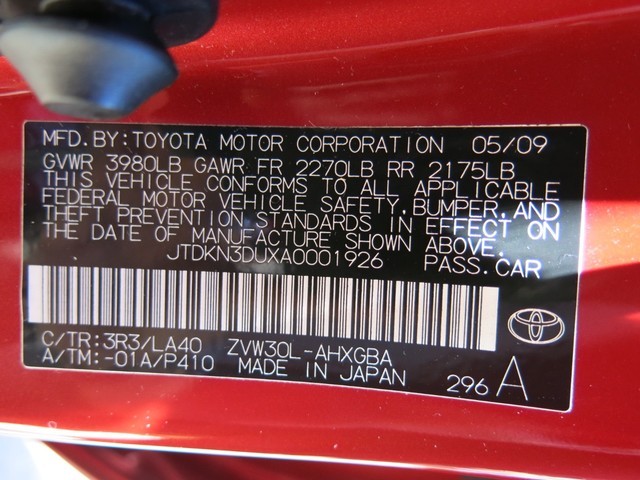 MFD. BY: TOYOTA MOTOR CORPORATION 05/09
GVWR 3980LB GAWR FR 2270LB RR 2175LB
THIS VEHICLE CONFORMS TO ALL APPLICABLE
FEDERAL MOTOR VEHICLE SAFETY, BUMPER, AND
THEFT PREVENTION STANDARDS IN EFFECT ON
THE DATE OF MANUFACTURE SHOWN ABOVE.
JTDKN3DUXA0001926 PASS. CAR
C/TR: 3R3/LA40 ZVW30L-AHXGBA
A/TM: -01A/P410 MADE IN JAPAN 296 A